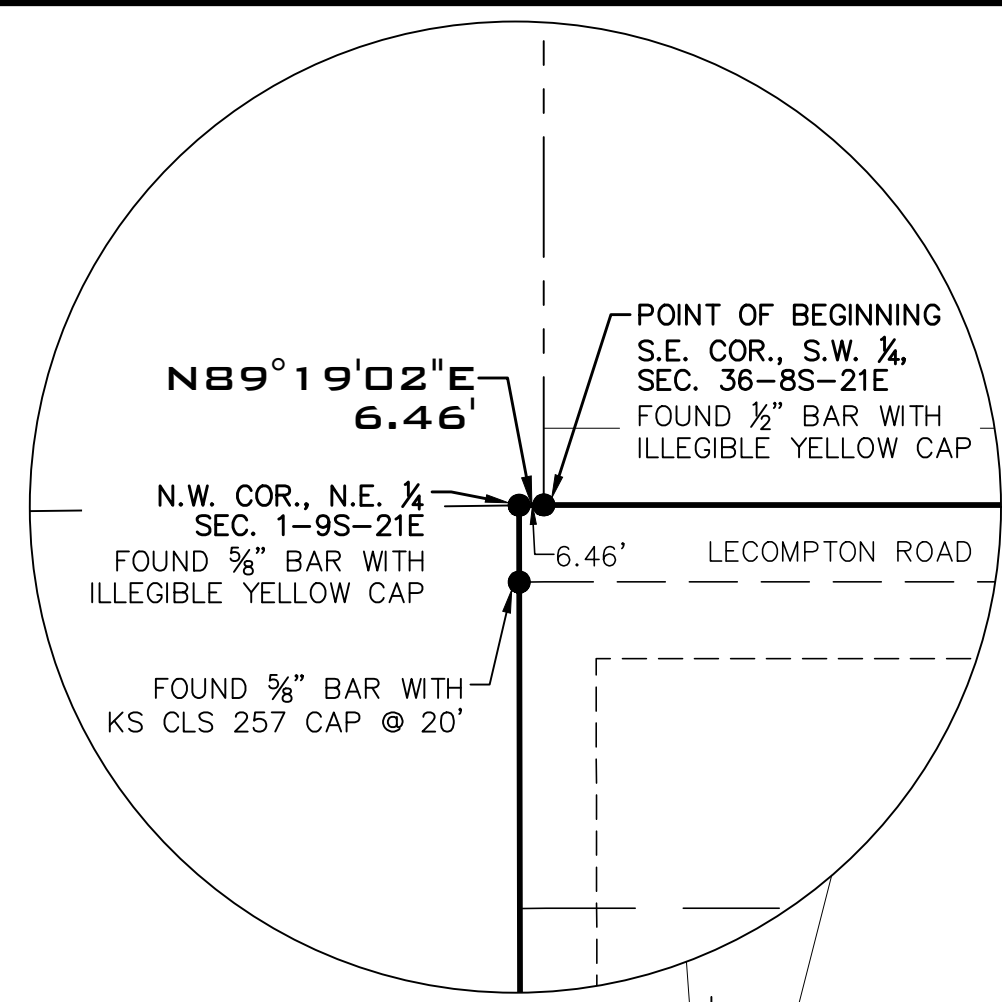 POINT OF BEGINNING
S.E. COR., S.W. ¼,
SEC. 36-8S-21E
FOUND ½" BAR WITH
ILLEGIBLE YELLOW CAP
N89°19'02"E
6.46'
N.W. COR., N.E. ¼
SEC. 1-9S-21E
FOUND ⅝" BAR WITH
ILLEGIBLE YELLOW CAP
6.46'
LECOMPTON ROAD
FOUND ⅝" BAR WITH
KS CLS 257 CAP @ 20'